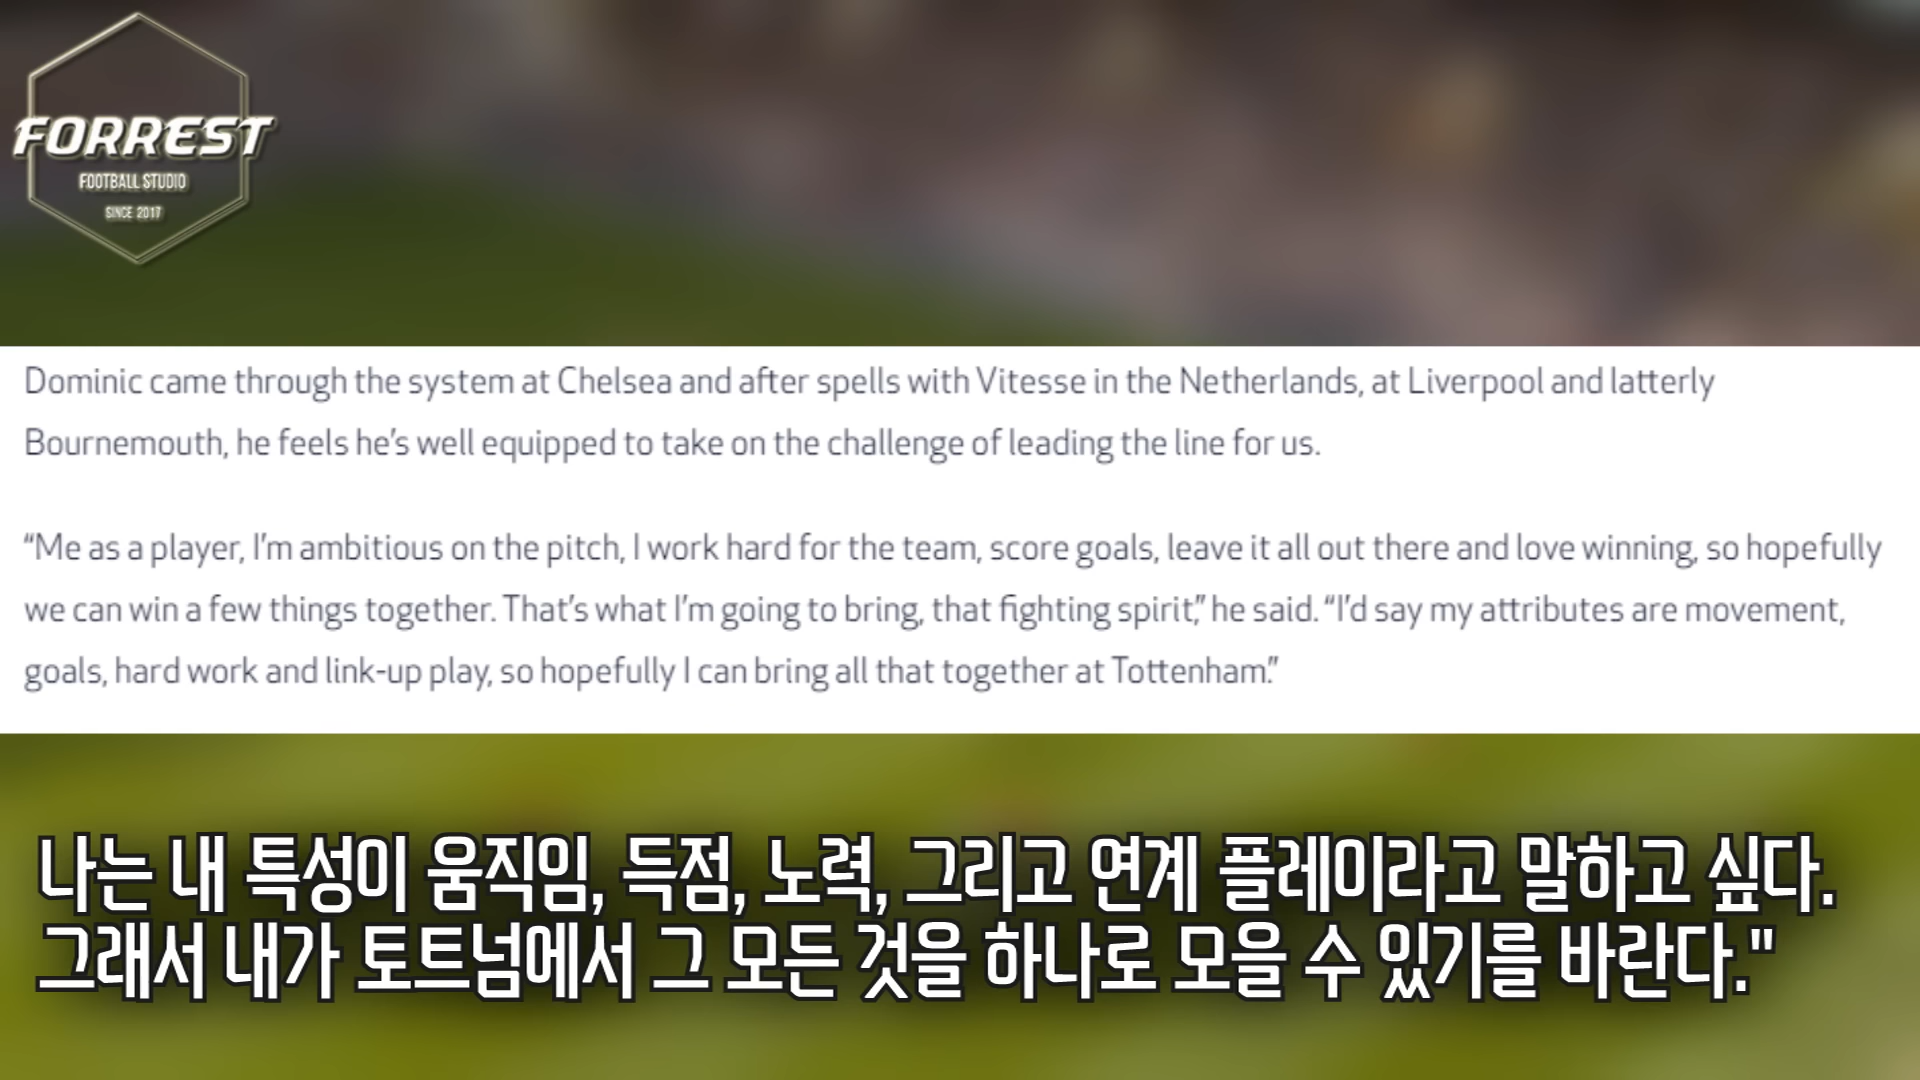 FORREST
FOOTBALL STUDIO
SINCE 2017
Dominic came through the system at Chelsea and after spells with Vitesse in the Netherlands, at Liverpool and latterly
Bournemouth, he feels he’s well equipped to take on the challenge of leading the line for us.
“Me as a player, I’m ambitious on the pitch, I work hard for the team, score goals, leave it all out there and love winning, so hopefully
we can win a few things together. That’s what I’m going to bring, that fighting spirit,” he said. “I’d say my attributes are movement,
goals, hard work and link-up play, so hopefully I can bring all that together at Tottenham.”
나는 내 특성이 움직임, 득점, 노력, 그리고 연계 플레이라고 말하고 싶다.
그래서 내가 토트넘에서 그 모든 것을 하나로 모을 수 있기를 바란다."